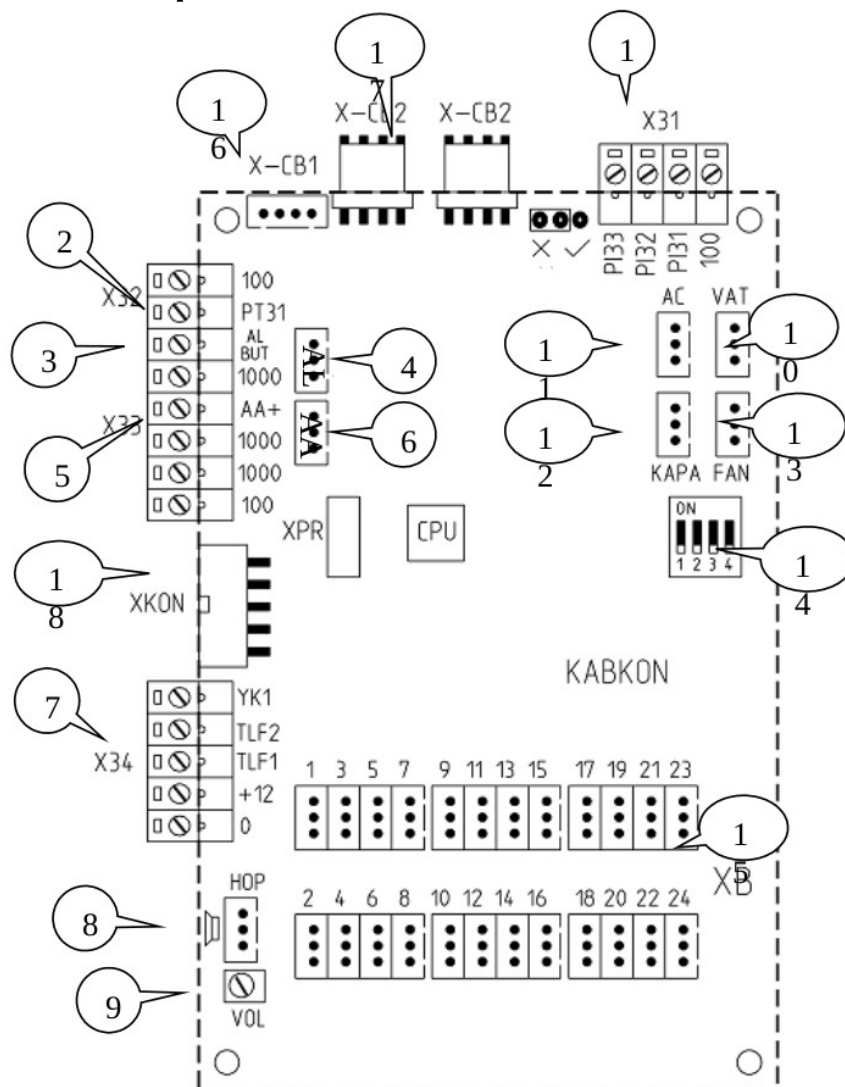 1
7
1
1
6
X-CB2
X-CB2
X31
X-CB1
2
X32
100
PT31
AL
BUT
1000
3
AL
4
PI33
PI32
PI31
100
AC
VAT
1
1
1
0
X33
AA+
1000
1000
100
5
AA
6
1
2
1
3
KAPA
FAN
XPR
CPU
ON
1 2 3 4
1
4
1
8
XKON
KABKON
7
X34
YK1
TLF2
TLF1
+12
0
1 3 5 7 9 11 13 15 17 19 21 23
1
5
XB
8
HOP
2 4 6 8 10 12 14 16 18 20 22 24
9
VOL